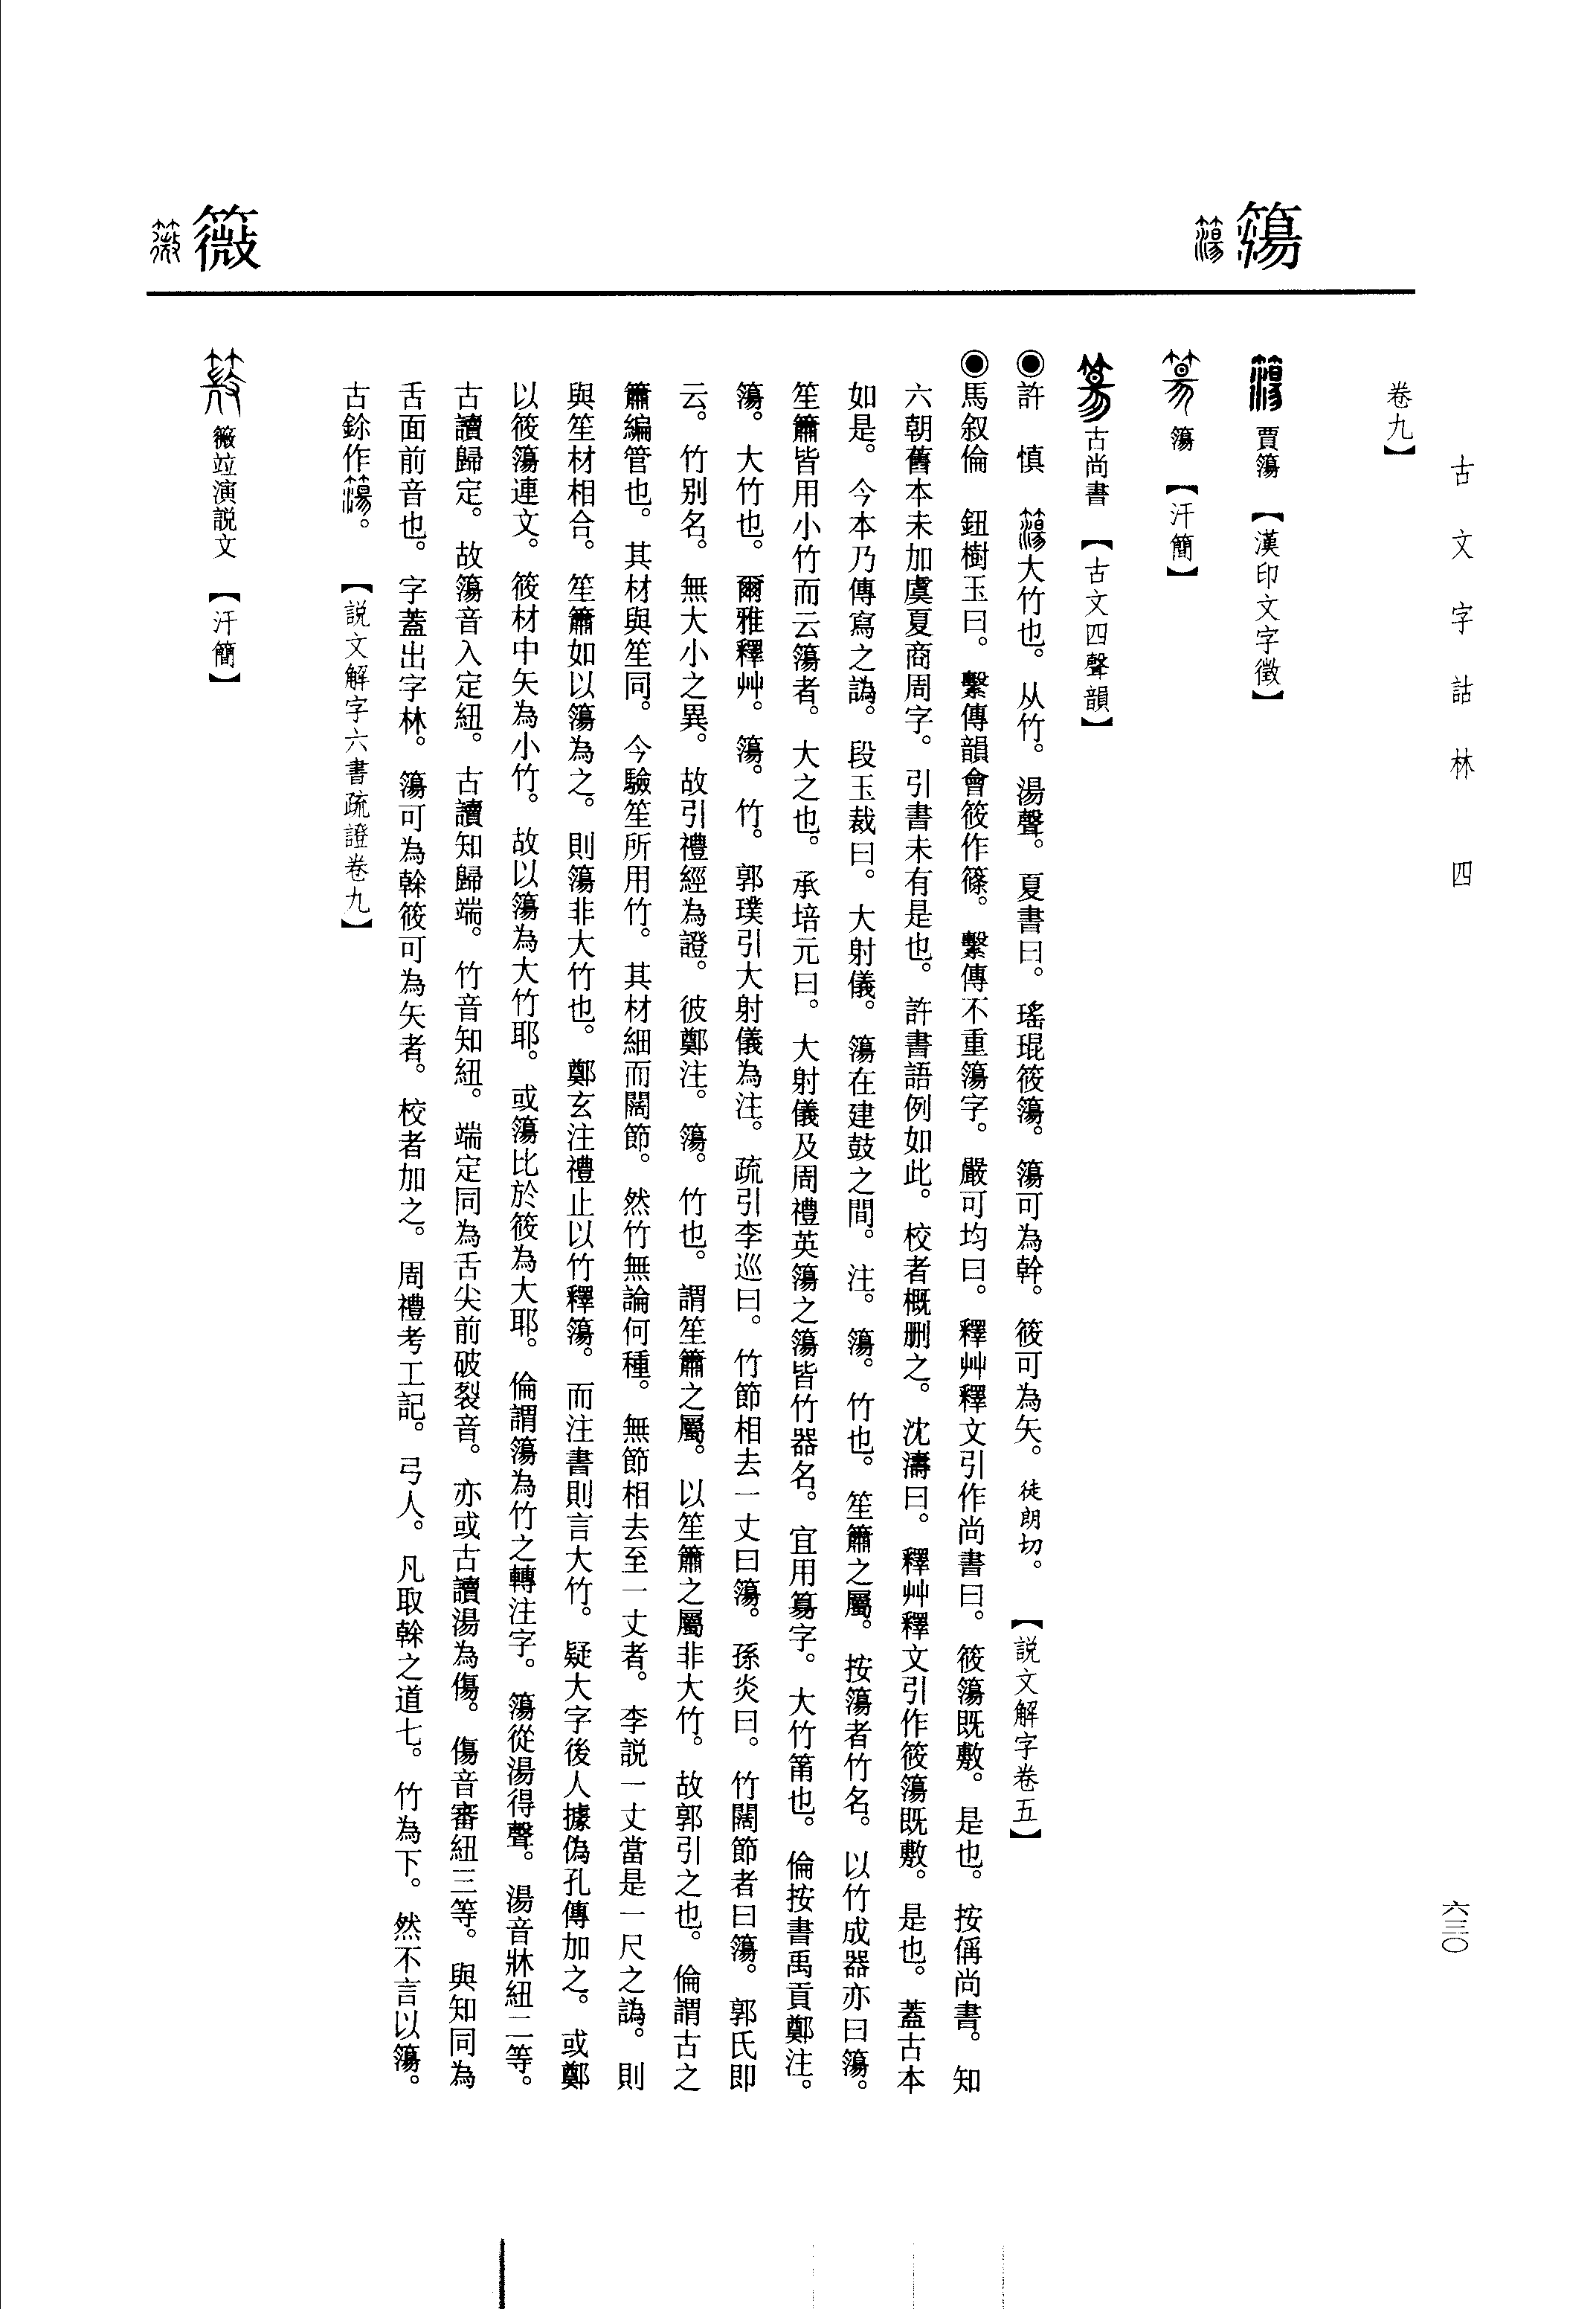 古文字詁林　四
六三〇
卷九】
簜
賈簜　【漢印文字徵】
簜　【汗簡】
古尚書　【古文四聲韻】
◉許　慎　簜大竹也。从竹。湯聲。夏書曰。瑤琨筱簜。簜可為幹。筱可為矢。徒朗切。　【說文解字卷五】
◉馬叙倫　鈕樹玉曰。繫傳韻會筱作篠。繫傳不重簜字。嚴可均曰。釋艸釋文引作尚書曰。筱簜既敷。是也。按偁尚書。知
六朝舊本未加虞夏商周字。引書未有是也。許書語例如此。校者概刪之。沈濤曰。釋艸釋文引作筱簜既敷。是也。蓋古本
如是。今本乃傳寫之譌。段玉裁曰。大射儀。簜在建鼓之間。注。簜。竹也。笙簫之屬。按簜者竹名。以竹成器亦曰簜。
笙簫皆用小竹而云簜者。大之也。承培元曰。大射儀及周禮英簜之簜皆竹器名。宜用簜字。大竹筩也。倫按書禹貢鄭注。
簜。大竹也。爾雅釋艸。簜。竹。郭璞引大射儀為注。疏引李巡曰。竹節相去一丈曰簜。孫炎曰。竹闊節者曰簜。郭氏即
云。竹別名。無大小之異。故引禮經為證。彼鄭注。簜。竹也。謂笙簫之屬。以笙簫之屬非大竹。故郭引之也。倫謂古之
簫編管也。其材與笙同。今驗笙所用竹。其材細而闊節。然竹無論何種。無節相去至一丈者。李說一丈當是一尺之譌。則
與笙材相合。笙簫如以簜為之。則簜非大竹也。鄭玄注禮止以竹釋簜。而注書則言大竹。疑大字後人據偽孔傳加之。或鄭
以筱簜連文。筱材中矢為小竹。故以簜為大竹耶。或簜比於筱為大耶。倫謂簜為竹之轉注字。簜從湯得聲。湯音牀紐二等。
古讀歸定。故簜音入定紐。古讀知歸端。竹音知紐。端定同為舌尖前破裂音。亦或古讀湯為傷。傷音審紐三等。與知同為
舌面前音也。字蓋出字林。簜可為榦筱可為矢者。校者加之。周禮考工記。弓人。凡取榦之道七。竹為下。然不言以簜。
古鉩作簜。　【說文解字六書疏證卷九】
薇
薇竝演說文　【汗簡】